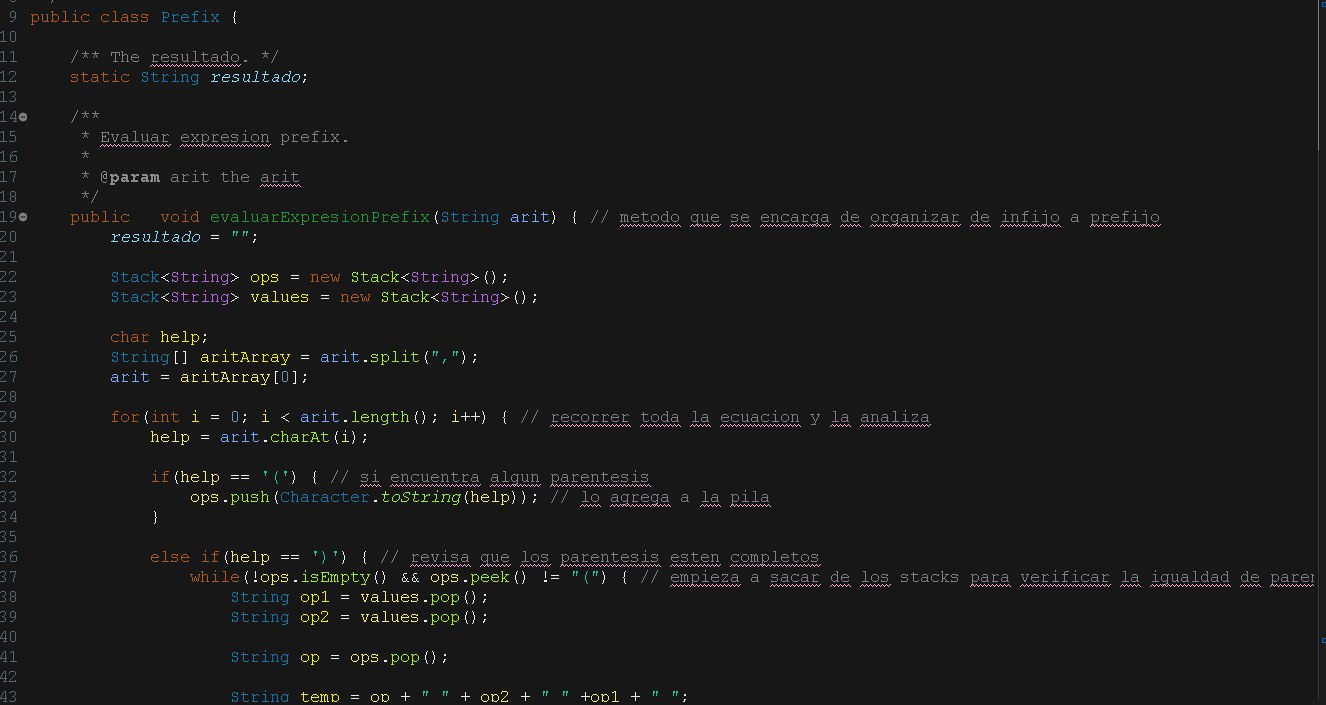 9 public class Prefix {
10
11     /** The resultado. */
12     static String resultado;
13
14     /**
15      * Evaluar expresion prefix.
16      *
17      * @param arit the arit
18      */
19     public   void evaluarExpresionPrefix(String arit) { // metodo que se encarga de organizar de infijo a prefijo
20         resultado = "";
21
22         Stack<String> ops = new Stack<String>();
23         Stack<String> values = new Stack<String>();
24
25         char help;
26         String[] aritArray = arit.split(",");
27         arit = aritArray[0];
28
29         for(int i = 0; i < arit.length(); i++) { // recorrer toda la ecuacion y la analiza
30             help = arit.charAt(i);
31
32             if(help == '(') { // si encuentra algun parentesis
33                 ops.push(Character.toString(help)); // lo agrega a la pila
34             }
35
36             else if(help == ')') { // revisa que los parentesis esten completos
37                 while(!ops.isEmpty() && ops.peek() != "(") { // empieza a sacar de los stacks para verificar la igualdad de
38                     String op1 = values.pop();
39                     String op2 = values.pop();
40
41                     String op = ops.pop();
42
43                     String temp = op + " " + op2 + " " +op1 + " ";